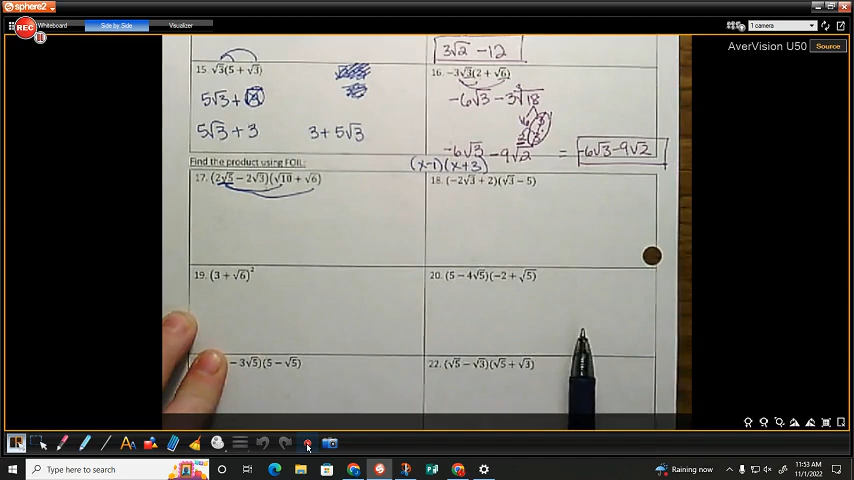 sphere2
REC
Whiteboard
Side by Side
Visualizer
1 camera
AverVision U50
Source
3√2 - 12
15. √3(5 + √3)
5√3 +
5√3 + 3
3 + 5√3
16. -3√3(2 + √6)
-6√3 - 3√18
-6√3 - 9√2 = -6√3 - 9√2
Find the product using FOIL:
(x-1)(x+3)
17. (2√5 - 2√3)(√10 + √6)
18. (-2√3 + 2)(√3 - 5)
19. (3 + √6)²
20. (5 - 4√5)(-2 + √5)
- 3√5)(5 - √5)
22. (√5 - √3)(√5 + √3)
Type here to search
Raining now
11:53 AM
11/1/2022